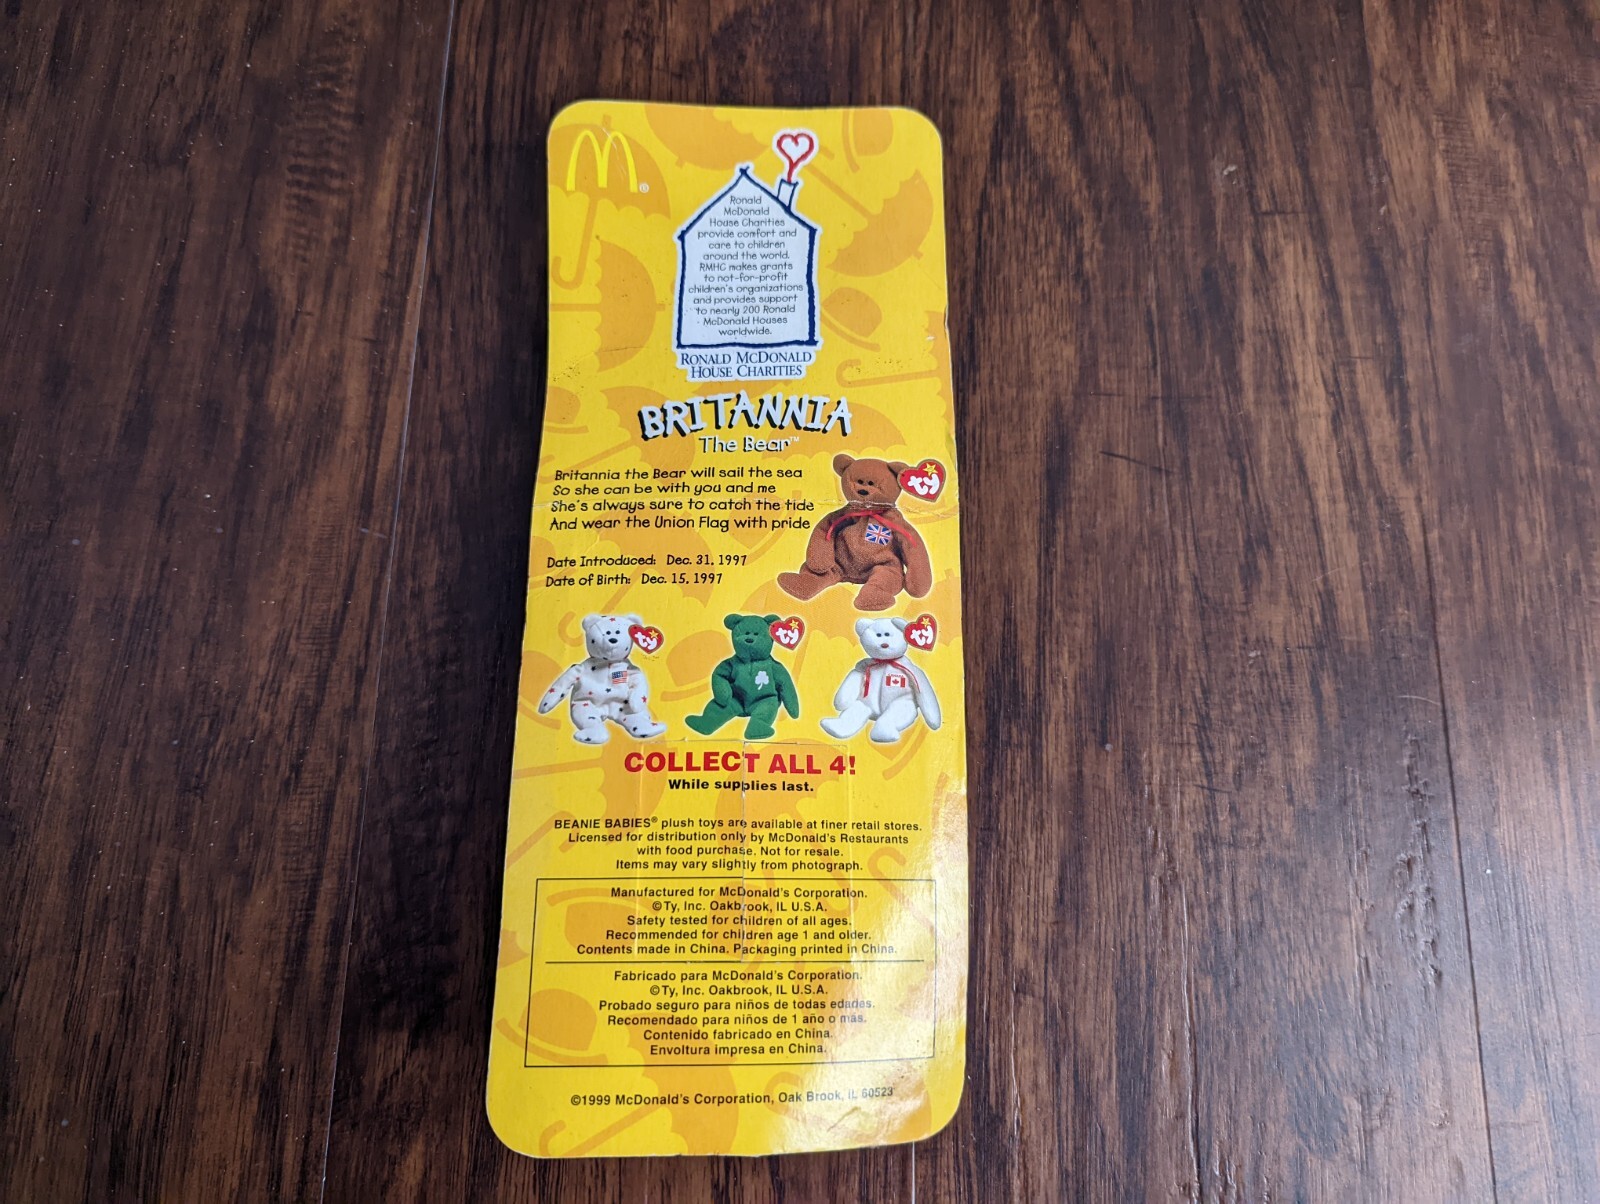 M®
Ronald
McDonald
House Charities
provide comfort and
care to children
around the world.
RMHC makes grants
to not-for-profit
children's organizations
and provides support
to nearly 200 Ronald
McDonald Houses
worldwide.
RONALD MCDONALD
HOUSE CHARITIES
BRITANNIA
The Bear™
Britannia the Bear will sail the sea
So she can be with you and me
She's always sure to catch the tide
And wear the Union Flag with pride
ty
Date Introduced: Dec. 31, 1997
Date of Birth: Dec. 15, 1997
ty
ty
ty
COLLECT ALL 4!
While supplies last.
BEANIE BABIES® plush toys are available at finer retail stores.
Licensed for distribution only by McDonald's Restaurants
with food purchase. Not for resale.
Items may vary slightly from photograph.
Manufactured for McDonald's Corporation.
©Ty, Inc. Oakbrook, IL U.S.A.
Safety tested for children of all ages.
Recommended for children age 1 and older.
Contents made in China. Packaging printed in China.
Fabricado para McDonald's Corporation.
©Ty, Inc. Oakbrook, IL U.S.A.
Probado seguro para niños de todas edades.
Recomendado para niños de 1 año o más.
Contenido fabricado en China.
Envoltura impresa en China.
©1999 McDonald's Corporation, Oak Brook, IL 60523